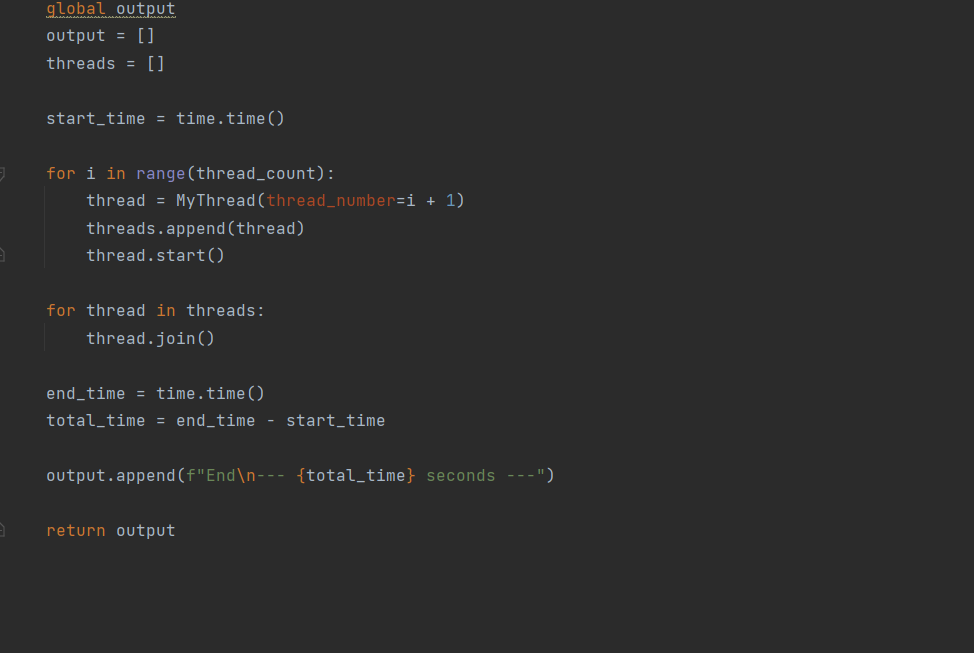 global output
output = []
threads = []
start_time = time.time()
for i in range(thread_count):
thread = MyThread(thread_number=i + 1)
threads.append(thread)
thread.start()
for thread in threads:
thread.join()
end_time = time.time()
total_time = end_time - start_time
output.append(f"End\n--- {total_time} seconds ---")
return output